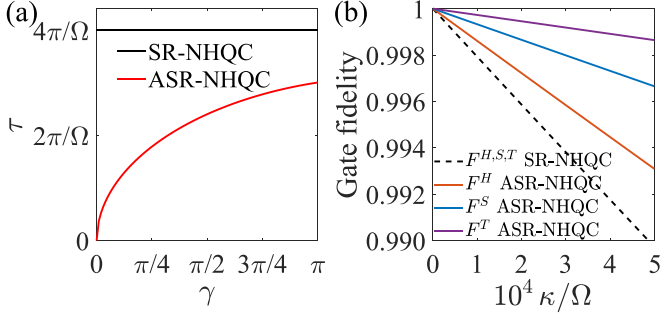 (a)
4π/Ω
2π/Ω
0
τ
SR-NHQC
ASR-NHQC
0
π/4
π/2
3π/4
π
γ
(b)
1
0.998
0.996
0.994
0.992
0.990
Gate fidelity
F^{H,S,T} SR-NHQC
F^H ASR-NHQC
F^S ASR-NHQC
F^T ASR-NHQC
0
1
2
3
4
5
10^4 κ/Ω